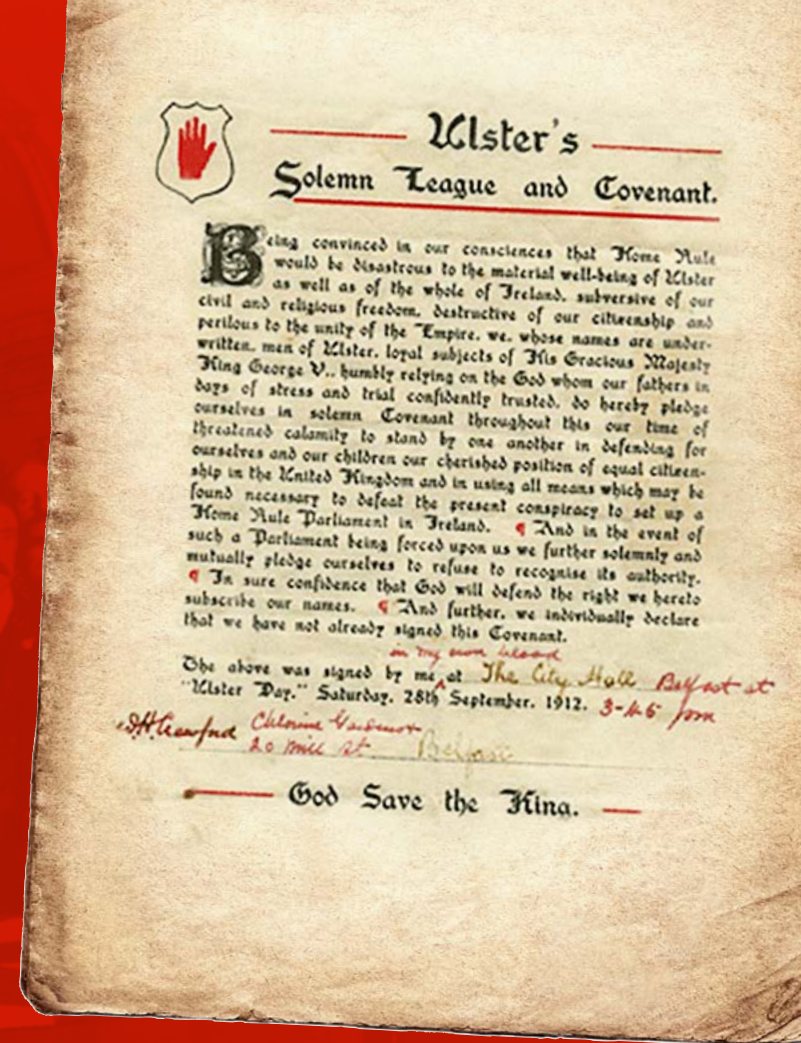 Ulster's
Solemn League and Covenant.
Being convinced in our consciences that Home Rule
would be disastrous to the material well-being of Ulster
as well as of the whole of Ireland, subversive of our
civil and religious freedom, destructive of our citizenship and
perilous to the unity of the Empire, we, whose names are under-
written, men of Ulster, loyal subjects of His Gracious Majesty
King George V., humbly relying on the God whom our fathers in
days of stress and trial confidently trusted, do hereby pledge
ourselves in solemn Covenant throughout this our time of
threatened calamity to stand by one another in defending for
ourselves and our children our cherished position of equal citizen-
ship in the United Kingdom and in using all means which may be
found necessary to defeat the present conspiracy to set up a
Home Rule Parliament in Ireland. ¶ And in the event of
such a Parliament being forced upon us we further solemnly and
mutually pledge ourselves to refuse to recognise its authority.
¶ In sure confidence that God will defend the right we hereto
subscribe our names. ¶ And further, we individually declare
that we have not already signed this Covenant.
in my own blood
The above was signed by me at The City Hall Belfast at
"Ulster Day," Saturday, 28th September, 1912. 3-45 pm
Crawford
20 Mill St Belfast
God Save the King.